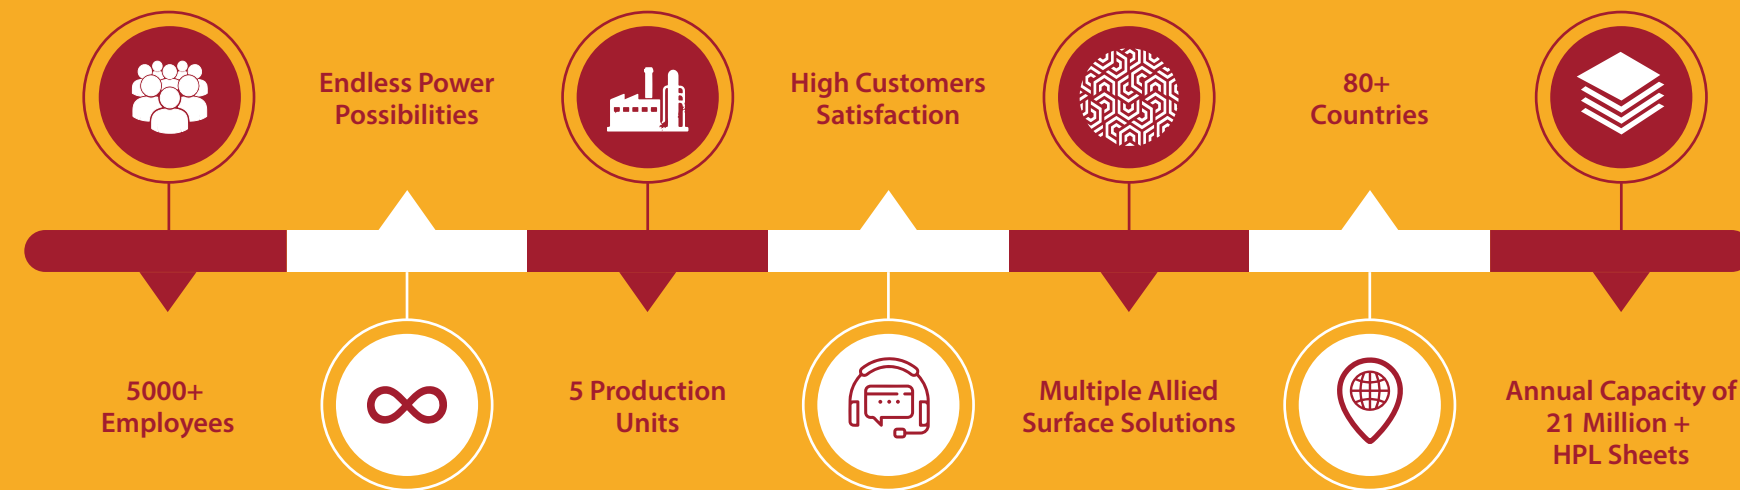 Endless Power
Possibilities
High Customers
Satisfaction
80+
Countries
5000+
Employees
5 Production
Units
Multiple Allied
Surface Solutions
Annual Capacity of
21 Million +
HPL Sheets